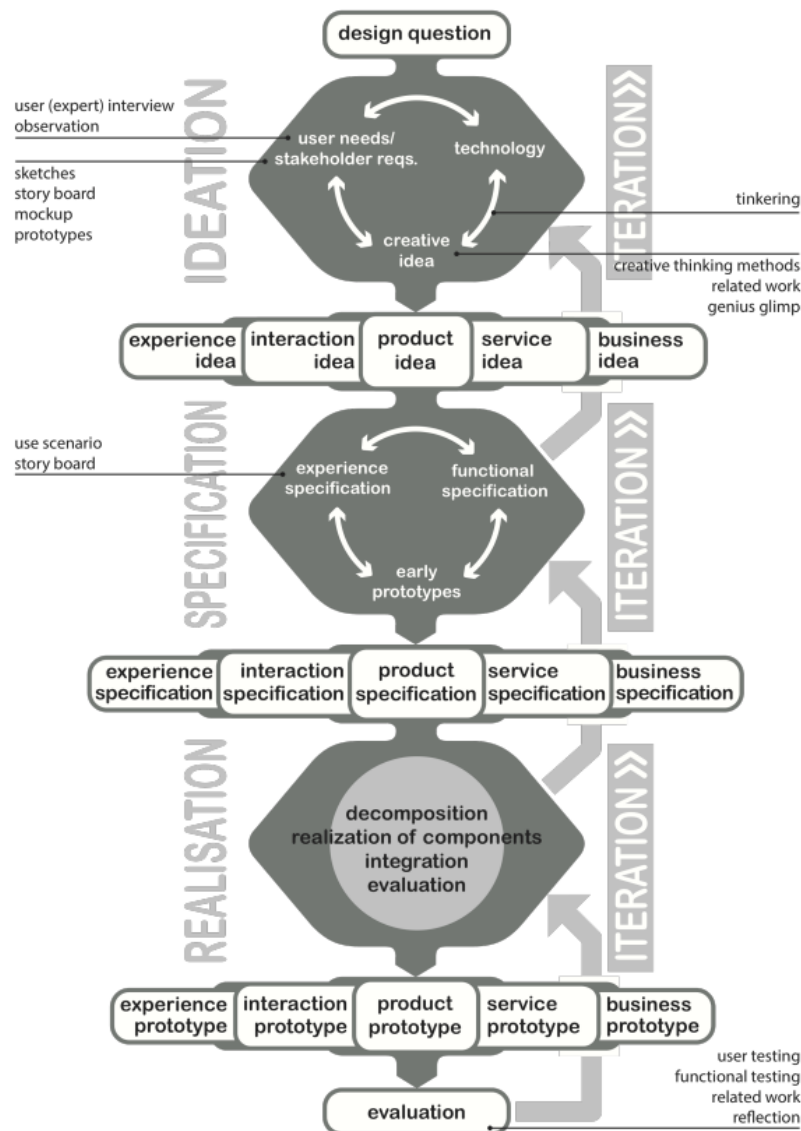 design question
IDEATION
user (expert) interview
observation
sketches
story board
mockup
prototypes
user needs/
stakeholder reqs.
technology
creative
idea
tinkering
creative thinking methods
related work
genius glimp
ITERATION >>
experience
idea
interaction
idea
product
idea
service
idea
business
idea
SPECIFICATION
use scenario
story board
experience
specification
functional
specification
early
prototypes
ITERATION >>
experience
specification
interaction
specification
product
specification
service
specification
business
specification
REALISATION
decomposition
realization of components
integration
evaluation
ITERATION >>
experience
prototype
interaction
prototype
product
prototype
service
prototype
business
prototype
evaluation
user testing
functional testing
related work
reflection